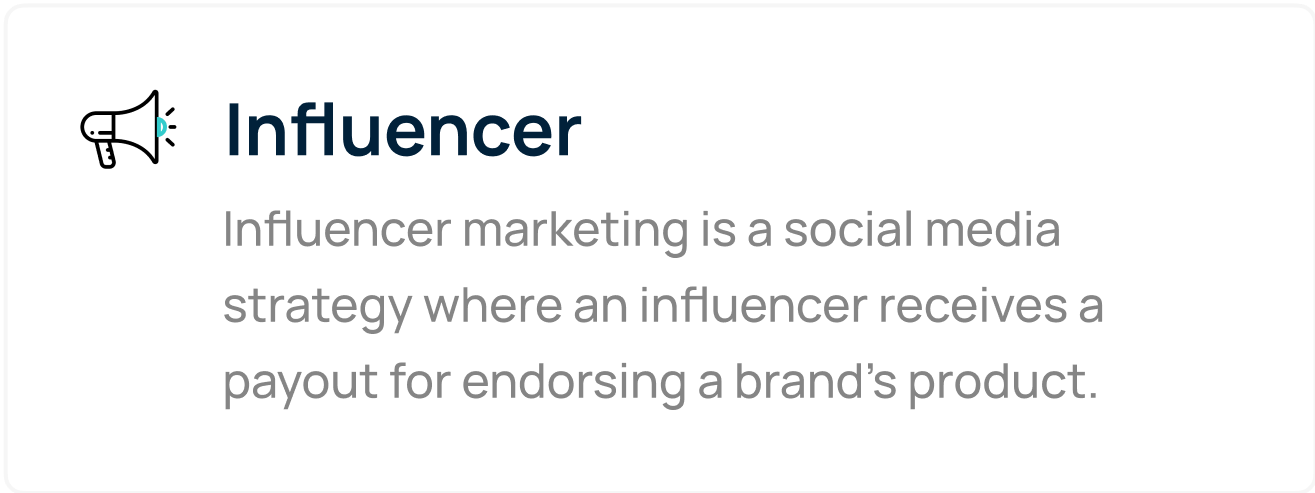 Influencer
Influencer marketing is a social media
strategy where an influencer receives a
payout for endorsing a brand’s product.